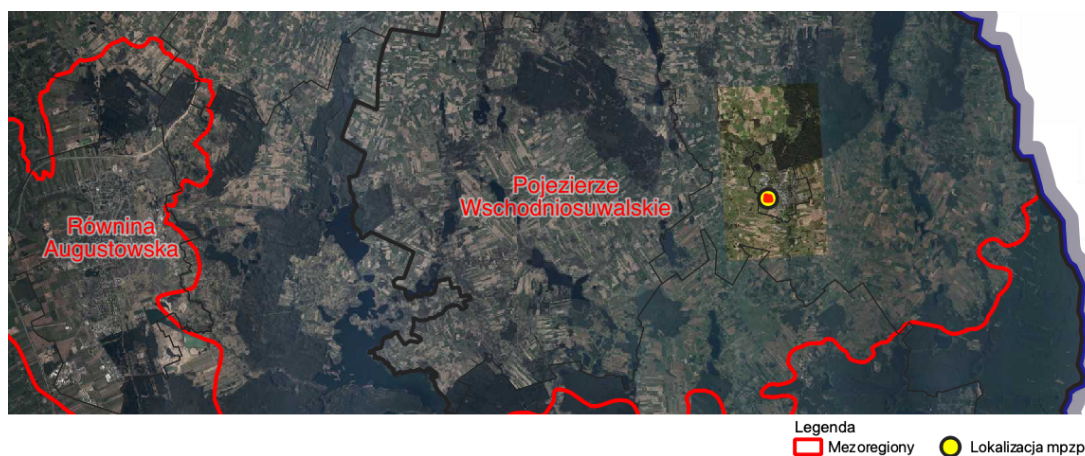 Pojezierze
Wschodniosuwalskie
Równina
Augustowska
Legenda
Mezoregiony
Lokalizacja mpzp